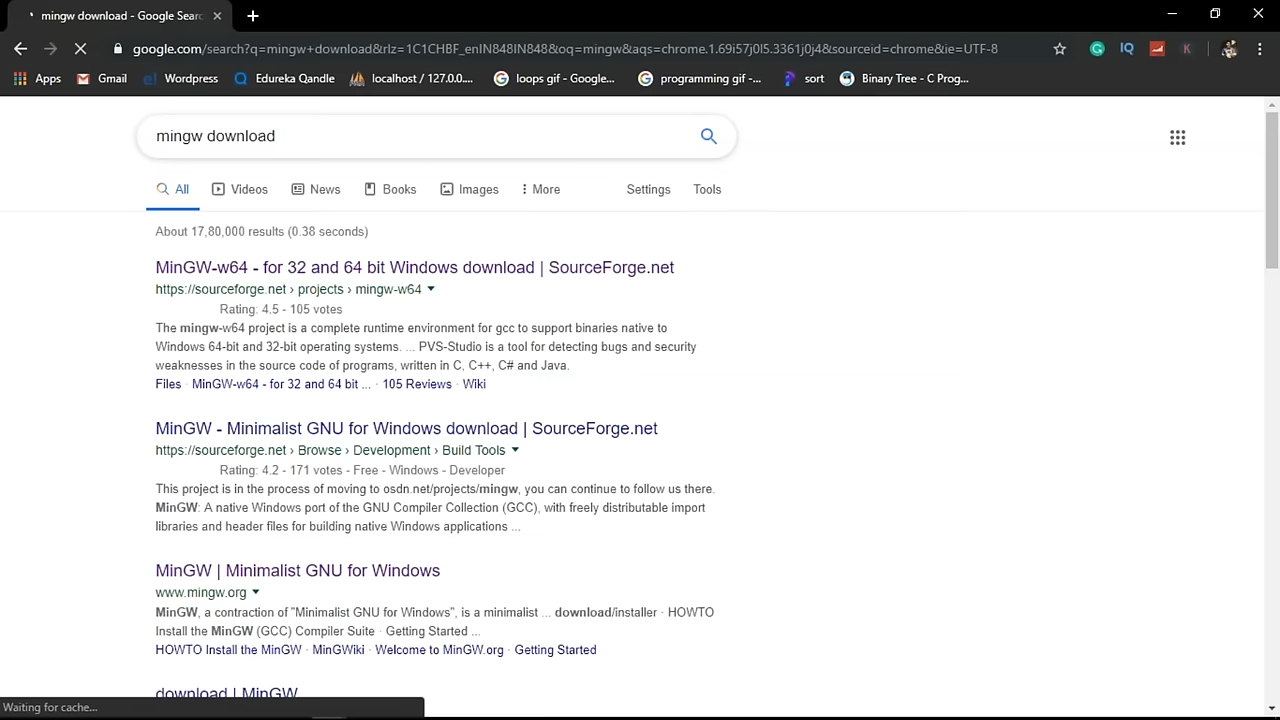 mingw download - Google Searc
google.com/search?q=mingw+download&rlz=1C1CHBF_enIN848IN848&oq=mingw&aqs=chrome.1.69i57j0l5.3361j0j4&sourceid=chrome&ie=UTF-8
Apps Gmail Wordpress Edureka Qandle localhost / 127.0.0.... loops gif - Google... programming gif -... sort Binary Tree - C Prog...
mingw download
All Videos News Books Images More Settings Tools
About 17,80,000 results (0.38 seconds)
MinGW-w64 - for 32 and 64 bit Windows download | SourceForge.net
https://sourceforge.net › projects › mingw-w64
Rating: 4.5 - 105 votes
The mingw-w64 project is a complete runtime environment for gcc to support binaries native to
Windows 64-bit and 32-bit operating systems. ... PVS-Studio is a tool for detecting bugs and security
weaknesses in the source code of programs, written in C, C++, C# and Java.
Files · MinGW-w64 - for 32 and 64 bit ... · 105 Reviews · Wiki
MinGW - Minimalist GNU for Windows download | SourceForge.net
https://sourceforge.net › Browse › Development › Build Tools
Rating: 4.2 - 171 votes - Free - Windows - Developer
This project is in the process of moving to osdn.net/projects/mingw, you can continue to follow us there.
MinGW: A native Windows port of the GNU Compiler Collection (GCC), with freely distributable import
libraries and header files for building native Windows applications ...
MinGW | Minimalist GNU for Windows
www.mingw.org
MinGW, a contraction of "Minimalist GNU for Windows", is a minimalist ... download/installer · HOWTO
Install the MinGW (GCC) Compiler Suite · Getting Started ...
HOWTO Install the MinGW · MinGWiki · Welcome to MinGW.org · Getting Started
download | MinGW
Waiting for cache...